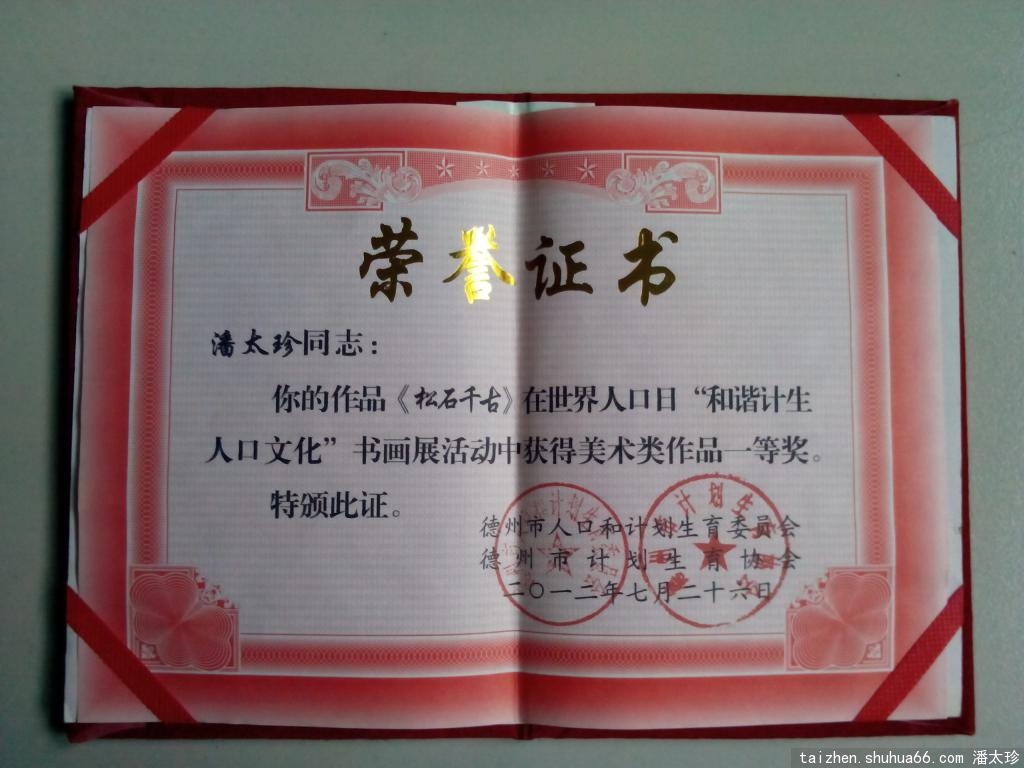 荣誉证书
潘太珍同志：
你的作品《松石千古》在世界人口日“和谐计生
人口文化”书画展活动中获得美术类作品一等奖。
特颁此证。
德州市人口和计划生育委员会
德州市计划生育协会
二〇一二年七月二十六日
taizhen.shuhua66.com 潘太珍